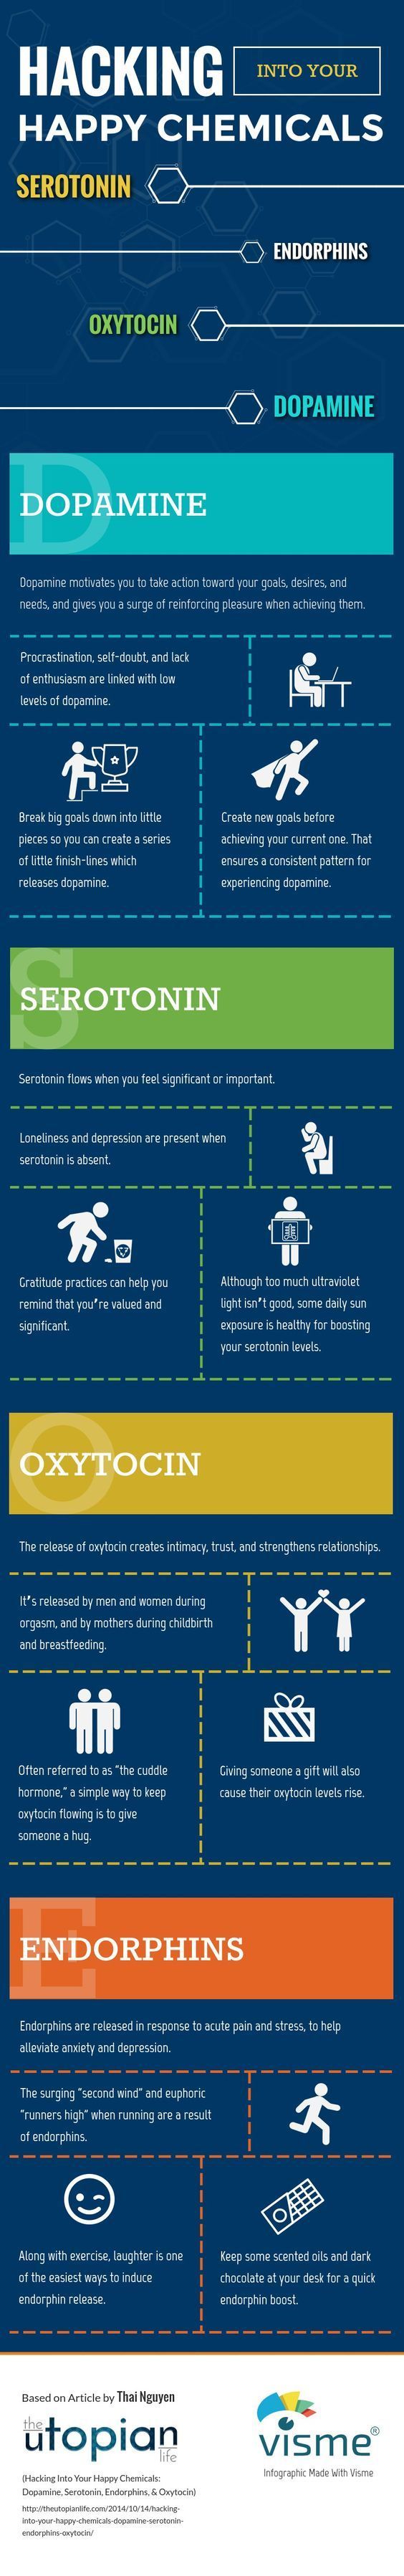 HACKING
INTO YOUR
HAPPY CHEMICALS
SEROTONIN
ENDORPHINS
OXYTOCIN
DOPAMINE
D
DOPAMINE
Dopamine motivates you to take action toward your goals, desires, and
needs, and gives you a surge of reinforcing pleasure when achieving them.
Procrastination, self-doubt, and lack
of enthusiasm are linked with low
levels of dopamine.
Break big goals down into little
pieces so you can create a series
of little finish-lines which
releases dopamine.
Create new goals before
achieving your current one. That
ensures a consistent pattern for
experiencing dopamine.
S
SEROTONIN
Serotonin flows when you feel significant or important.
Loneliness and depression are present when
serotonin is absent.
Gratitude practices can help you
remind that you're valued and
significant.
Although too much ultraviolet
light isn't good, some daily sun
exposure is healthy for boosting
your serotonin levels.
O
OXYTOCIN
The release of oxytocin creates intimacy, trust, and strengthens relationships.
It's released by men and women during
orgasm, and by mothers during childbirth
and breastfeeding.
Often referred to as "the cuddle
hormone," a simple way to keep
oxytocin flowing is to give
someone a hug.
Giving someone a gift will also
cause their oxytocin levels rise.
E
ENDORPHINS
Endorphins are released in response to acute pain and stress, to help
alleviate anxiety and depression.
The surging "second wind" and euphoric
"runners high" when running are a result
of endorphins.
Along with exercise, laughter is one
of the easiest ways to induce
endorphin release.
Keep some scented oils and dark
chocolate at your desk for a quick
endorphin boost.
Based on Article by Thai Nguyen
the
utopian
life
(Hacking Into Your Happy Chemicals:
Dopamine, Serotonin, Endorphins, & Oxytocin)
http://theutopianlife.com/2014/10/14/hacking-
into-your-happy-chemicals-dopamine-serotonin-
endorphins-oxytocin/
visme®
Infographic Made With Visme